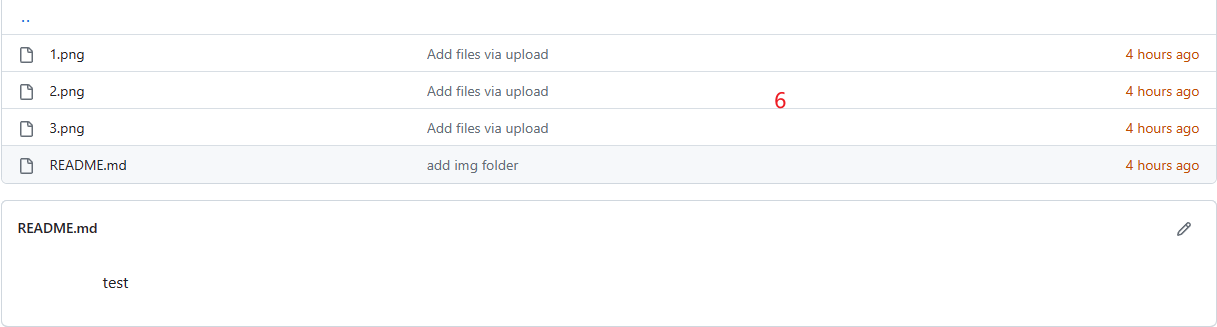 ..
1.png Add files via upload 4 hours ago
2.png Add files via upload 6 4 hours ago
3.png Add files via upload 4 hours ago
README.md add img folder 4 hours ago
README.md
test